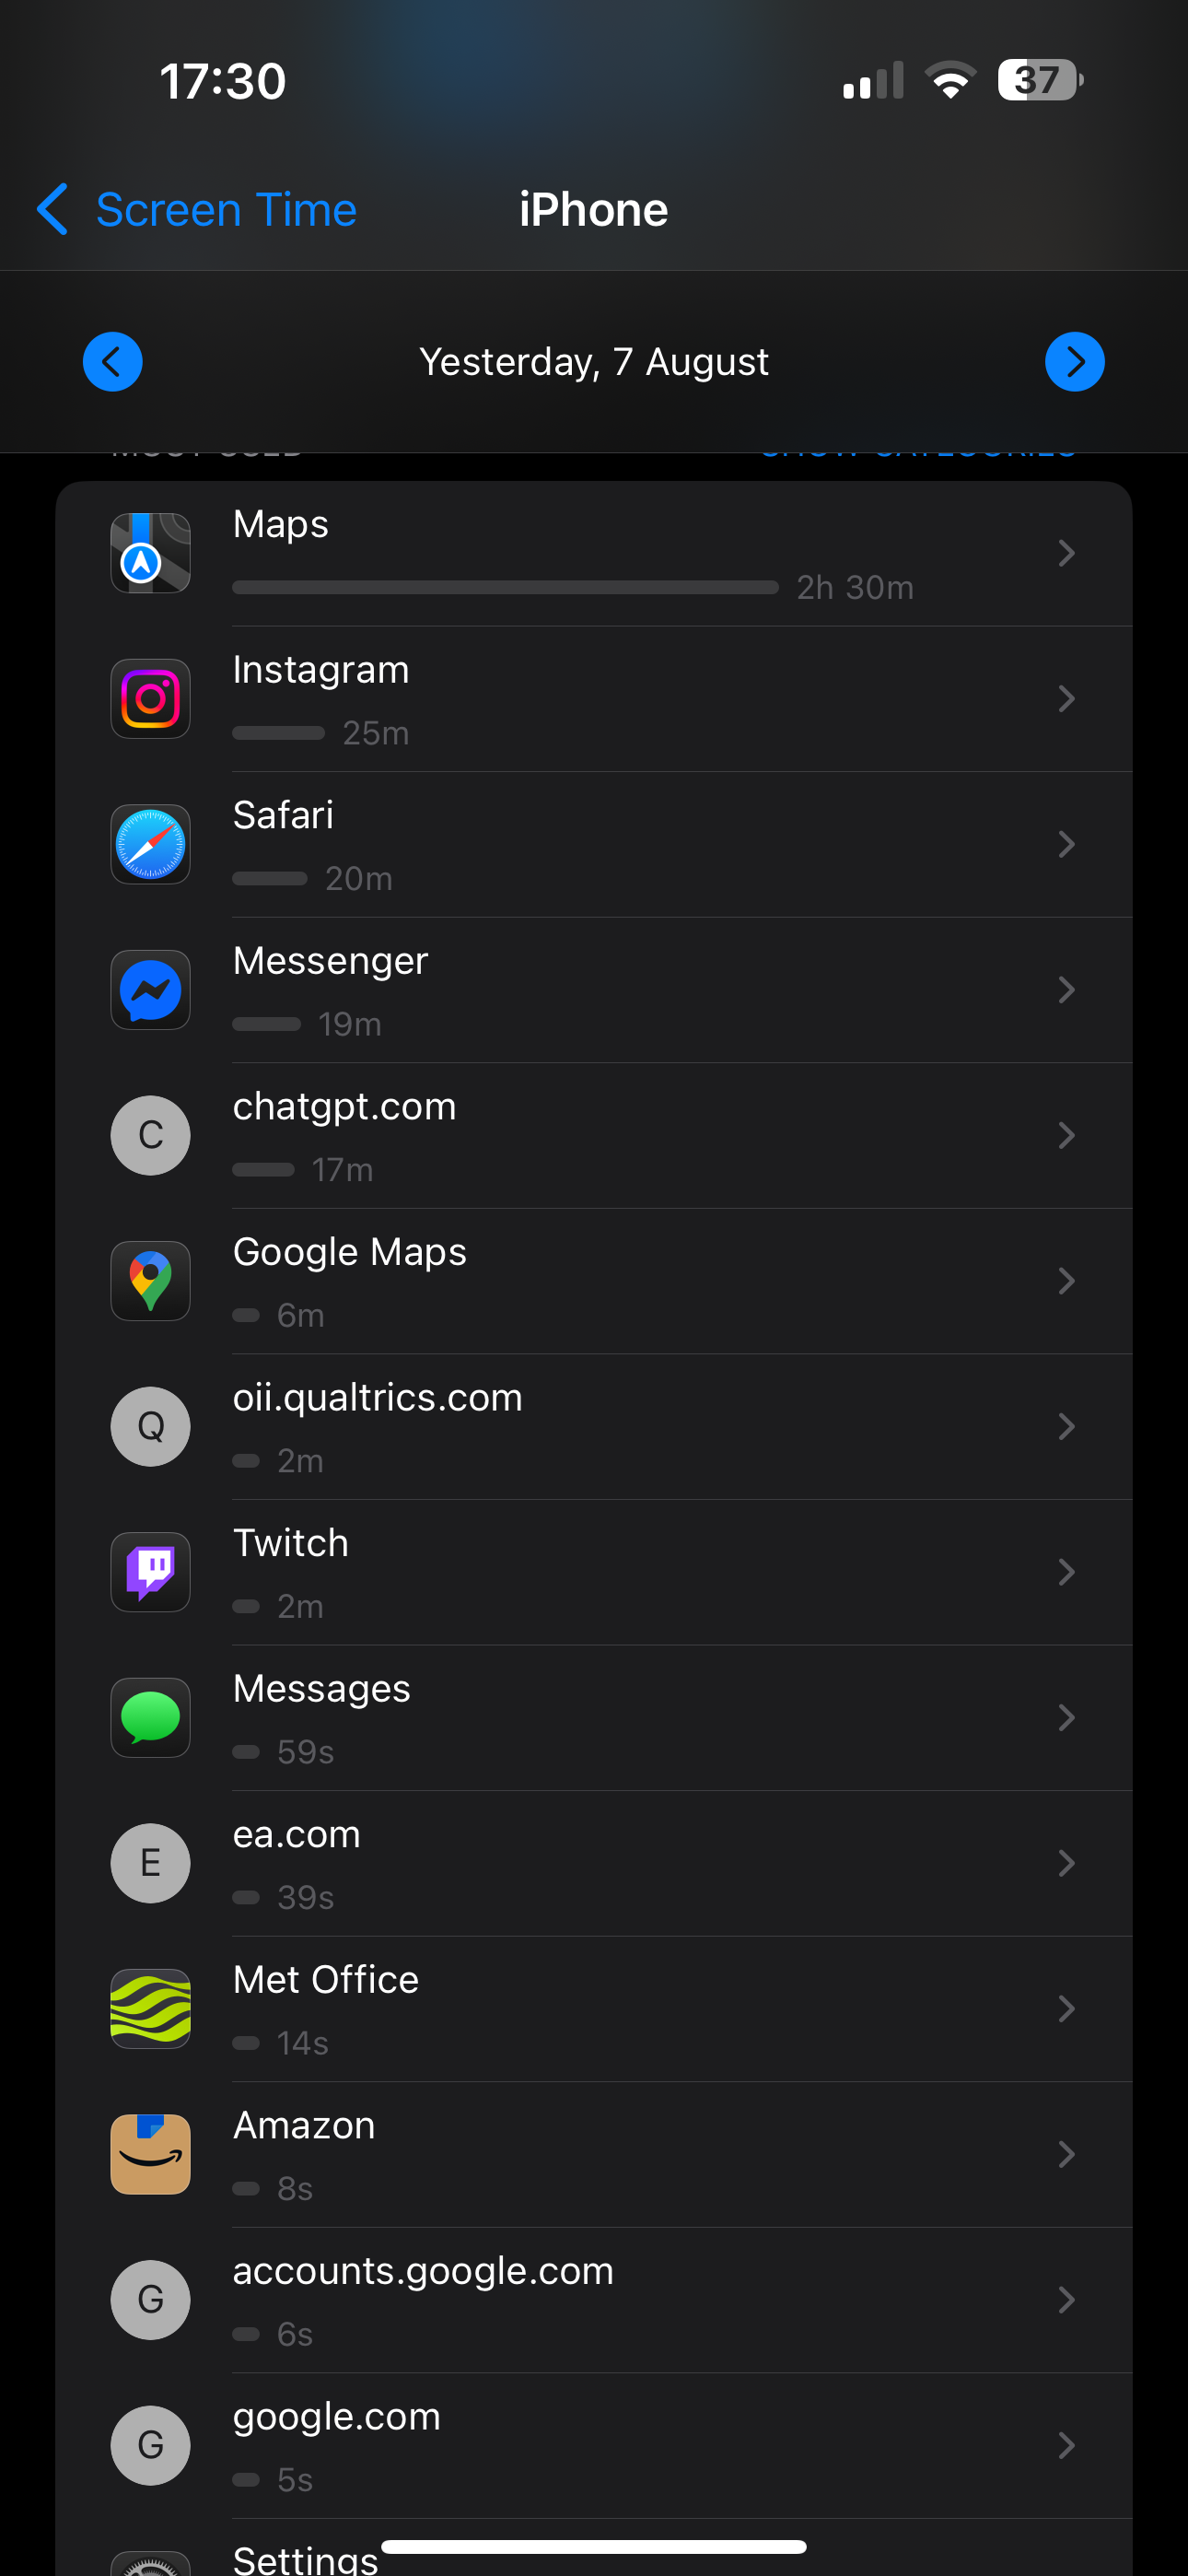 17:30
37
Screen Time
iPhone
Yesterday, 7 August
Maps
2h 30m
Instagram
25m
Safari
20m
Messenger
19m
C
chatgpt.com
17m
Google Maps
6m
Q
oii.qualtrics.com
2m
Twitch
2m
Messages
59s
E
ea.com
39s
Met Office
14s
Amazon
8s
G
accounts.google.com
6s
G
google.com
5s
Settings